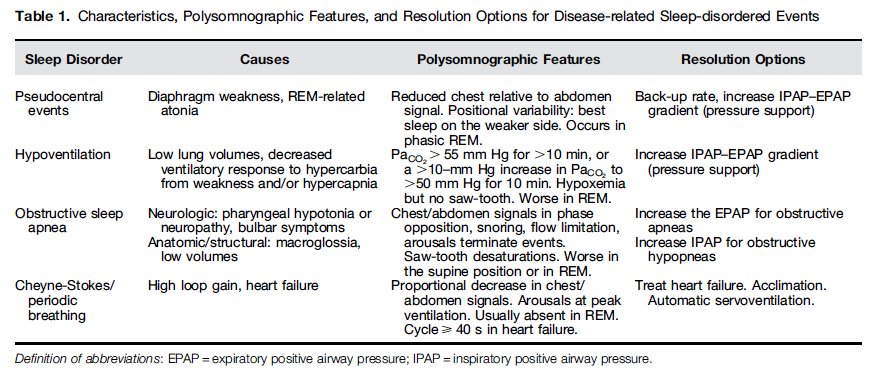 Table 1. Characteristics, Polysomnographic Features, and Resolution Options for Disease-related Sleep-disordered Events
Sleep Disorder Causes Polysomnographic Features Resolution Options
Pseudocentral events
Diaphragm weakness, REM-related atonia
Reduced chest relative to abdomen signal. Positional variability: best sleep on the weaker side. Occurs in phasic REM.
Back-up rate, increase IPAP–EPAP gradient (pressure support)
Hypoventilation
Low lung volumes, decreased ventilatory response to hypercarbia from weakness and/or hypercapnia
PaCO2 > 55 mm Hg for >10 min, or a >10–mm Hg increase in PaCO2 to >50 mm Hg for 10 min. Hypoxemia but no saw-tooth. Worse in REM.
Increase IPAP–EPAP gradient (pressure support)
Obstructive sleep apnea
Neurologic: pharyngeal hypotonia or neuropathy, bulbar symptoms
Anatomic/structural: macroglossia, low volumes
Chest/abdomen signals in phase opposition, snoring, flow limitation, arousals terminate events. Saw-tooth desaturations. Worse in the supine position or in REM.
Increase the EPAP for obstructive apneas
Increase IPAP for obstructive hypopneas
Cheyne-Stokes/ periodic breathing
High loop gain, heart failure
Proportional decrease in chest/ abdomen signals. Arousals at peak ventilation. Usually absent in REM. Cycle ≥ 40 s in heart failure.
Treat heart failure. Acclimation. Automatic servoventilation.
Definition of abbreviations: EPAP = expiratory positive airway pressure; IPAP = inspiratory positive airway pressure.